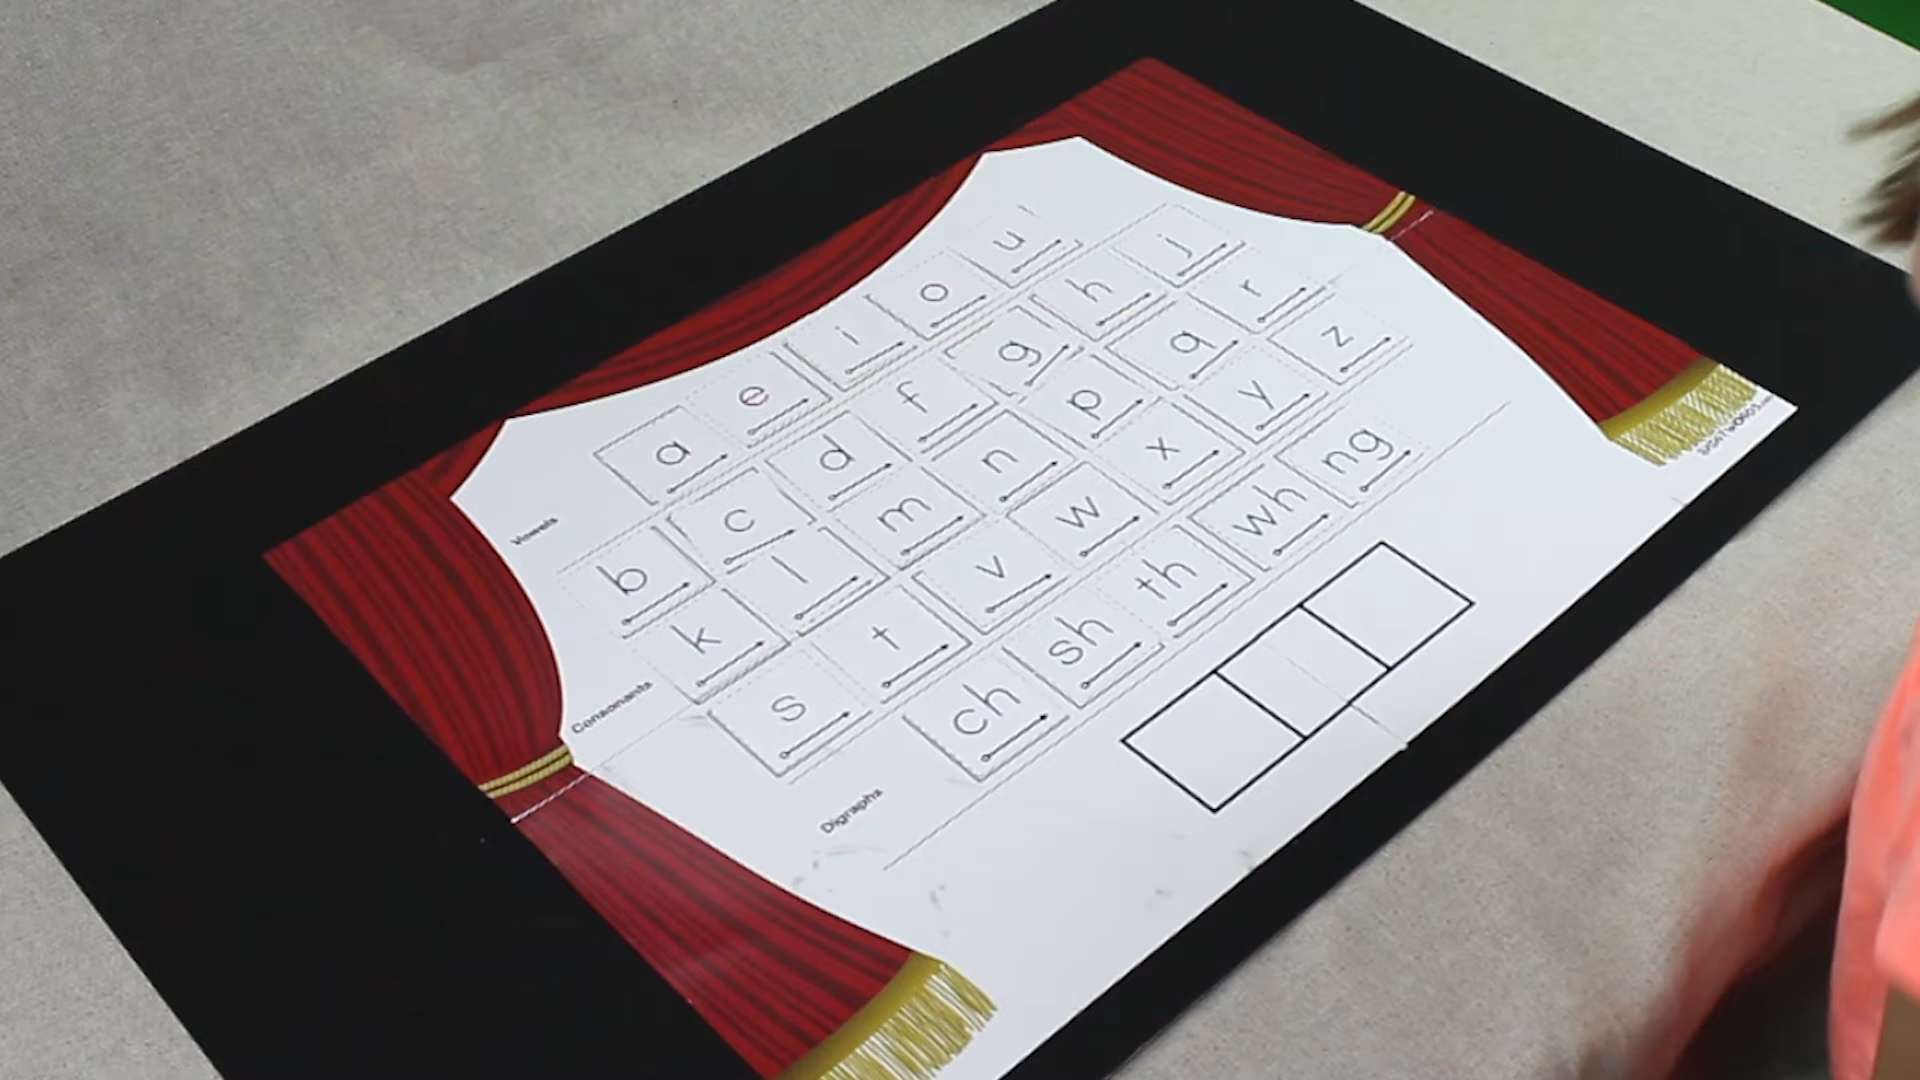 Vowels
a e i o u
b c d f g h j
Consonants
k l m n p q r
s t v w x y z
Digraphs
ch sh th wh ng